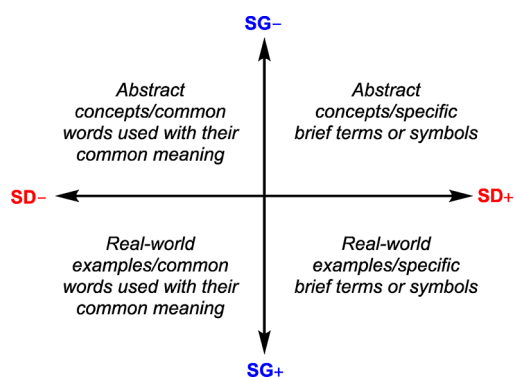 SG−
Abstract
concepts/common
words used with their
common meaning
Abstract
concepts/specific
brief terms or symbols
SD−
SD+
Real-world
examples/common
words used with their
common meaning
Real-world
examples/specific
brief terms or symbols
SG+